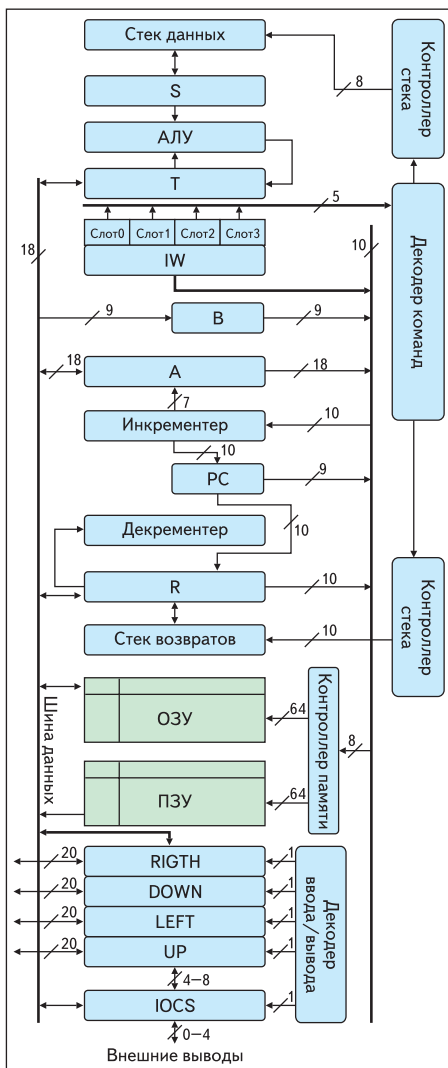 Стек данных
Контроллер
стека
8
S
АЛУ
T
5
Слот0 Слот1 Слот2 Слот3
IW
18
10
Декодер команд
9
B
9
18
A
18
7
Инкрементер
10
10
PC
9
10
Декрементер
R
10
Стек возвратов
10
Контроллер
стека
Шина данных
ОЗУ
64
Контроллер памяти
8
ПЗУ
64
20
RIGTH
1
20
DOWN
1
20
LEFT
1
20
UP
1
Декодер
ввода/вывода
4–8
IOCS
1
0–4
Внешние выводы